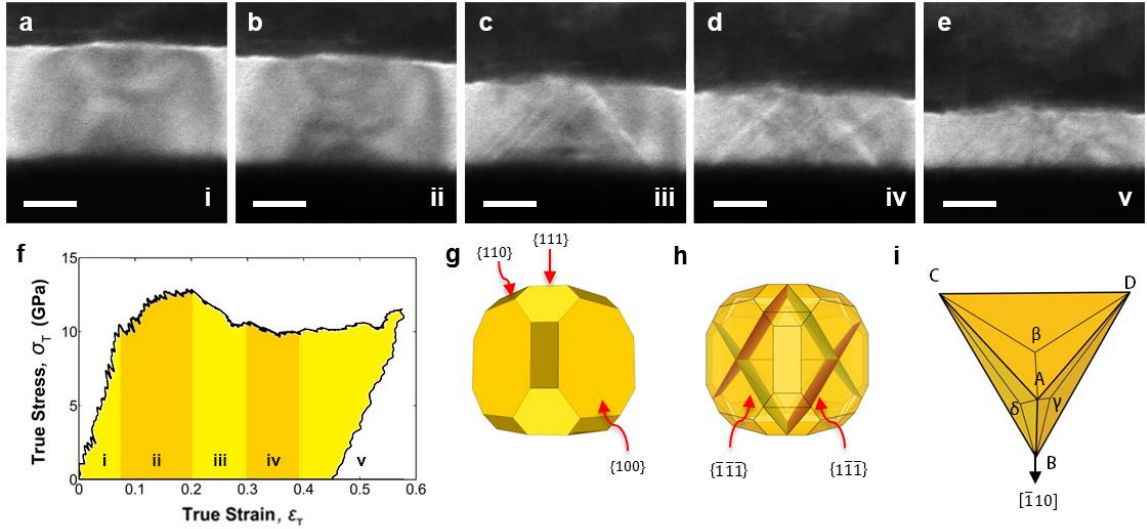 a
b
c
d
e
i
ii
iii
iv
v
f
True Stress, σ_T (GPa)
15
10
5
0
i
ii
iii
iv
v
0
0.1
0.2
0.3
0.4
0.5
0.6
True Strain, ε_T
g
{110}
{111}
{100}
h
{1̄1̄1̄}
{11̄1̄}
i
C
D
β
A
δ
γ
B
[1̄10]